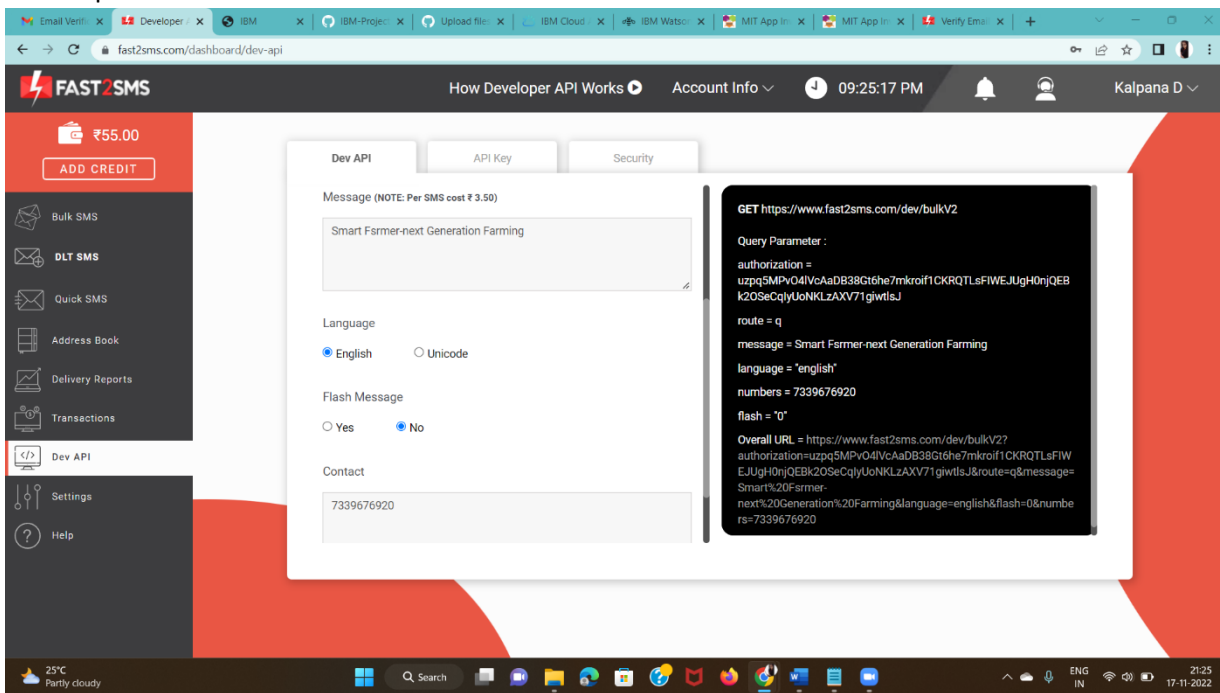 Email Verific
Developer A
IBM
IBM-Project
Upload files
IBM Cloud
IBM Watson
MIT App In
MIT App In
Verify Email
fast2sms.com/dashboard/dev-api
FAST2SMS
How Developer API Works
Account Info
09:25:17 PM
Kalpana D
₹55.00
ADD CREDIT
Bulk SMS
DLT SMS
Quick SMS
Address Book
Delivery Reports
Transactions
Dev API
Settings
Help
Dev API
API Key
Security
Message (NOTE: Per SMS cost ₹ 3.50)
Smart Fsrmer-next Generation Farming
Language
English
Unicode
Flash Message
Yes
No
Contact
7339676920
GET https://www.fast2sms.com/dev/bulkV2
Query Parameter :
authorization =
uzpq5MPvO4lVcAaDB38Gt6he7mkroif1CKRQTLsFIWEJUgH0njQEB
k2OSeCqlyUoNKLzAXV71giwtlsJ
route = q
message = Smart Fsrmer-next Generation Farming
language = "english"
numbers = 7339676920
flash = "0"
Overall URL = https://www.fast2sms.com/dev/bulkV2?
authorization=uzpq5MPvO4lVcAaDB38Gt6he7mkroif1CKRQTLsFIW
EJUgH0njQEBk2OSeCqlyUoNKLzAXV71giwtlsJ&route=q&message=
Smart%20Fsrmer-
next%20Generation%20Farming&language=english&flash=0&numbe
rs=7339676920
25°C
Partly cloudy
Search
ENG
IN
21:25
17-11-2022